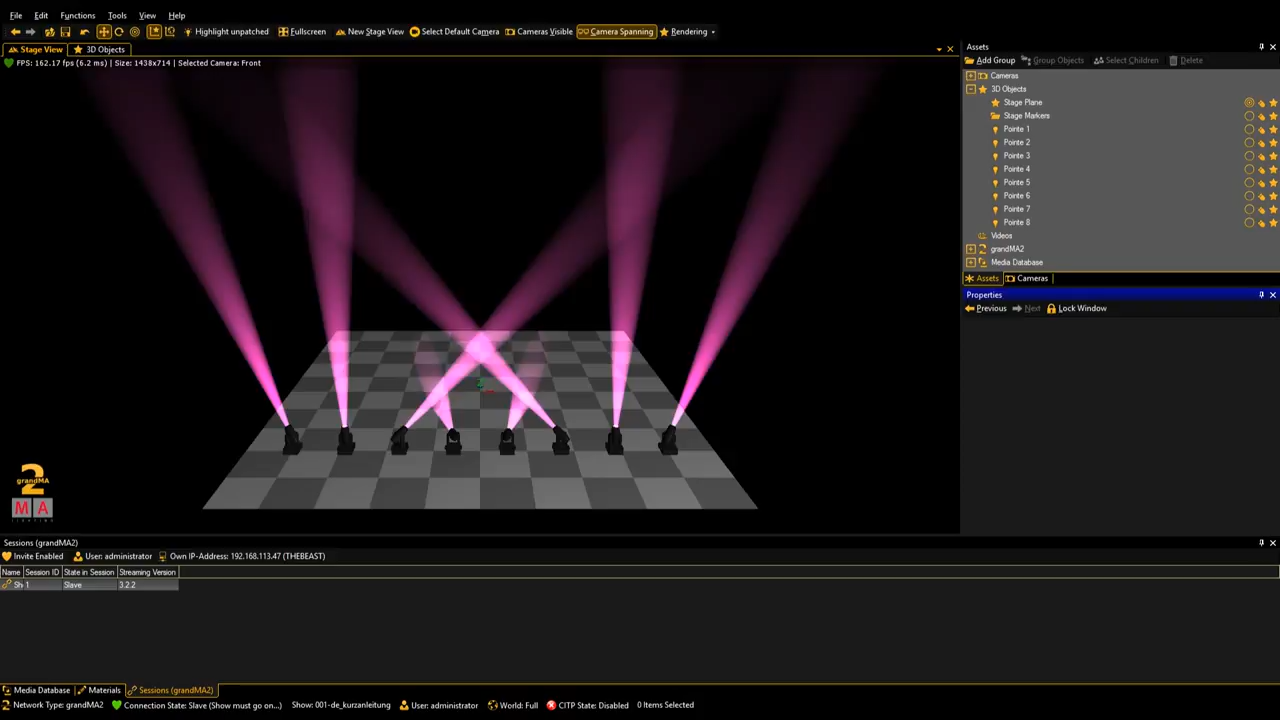 File Edit Functions Tools View Help
Highlight unpatched Fullscreen New Stage View Select Default Camera Cameras Visible Camera Spanning Rendering
Stage View 3D Objects
FPS: 162.17 fps (6.2 ms) | Size: 1438x714 | Selected Camera: Front
Assets
Add Group Group Objects Select Children Delete
Cameras
3D Objects
Stage Plane
Stage Markers
Pointe 1
Pointe 2
Pointe 3
Pointe 4
Pointe 5
Pointe 6
Pointe 7
Pointe 8
Videos
grandMA2
Media Database
Assets Cameras
Properties
Previous Next Lock Window
2
grandMA
MA
Sessions (grandMA2)
Invite Enabled User: administrator Own IP-Address: 192.168.113.47 (THEBEAST)
Name Session ID State in Session Streaming Version
Sh 1 Slave 3.2.2
Media Database Materials Sessions (grandMA2)
Network Type: grandMA2 Connection State: Slave (Show must go on...) Show: 001-de_kurzanleitung User: administrator World: Full CITP State: Disabled 0 Items Selected